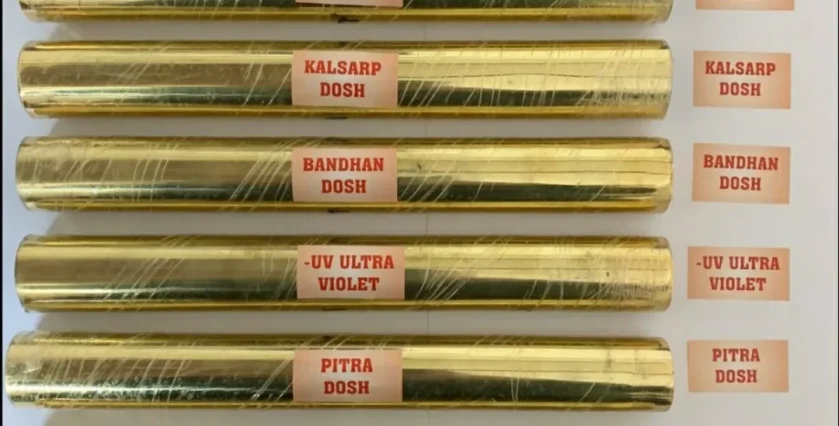 KALSARP
DOSH
KALSARP
DOSH
BANDHAN
DOSH
BANDHAN
DOSH
-UV ULTRA
VIOLET
-UV ULTRA
VIOLET
PITRA
DOSH
PITRA
DOSH